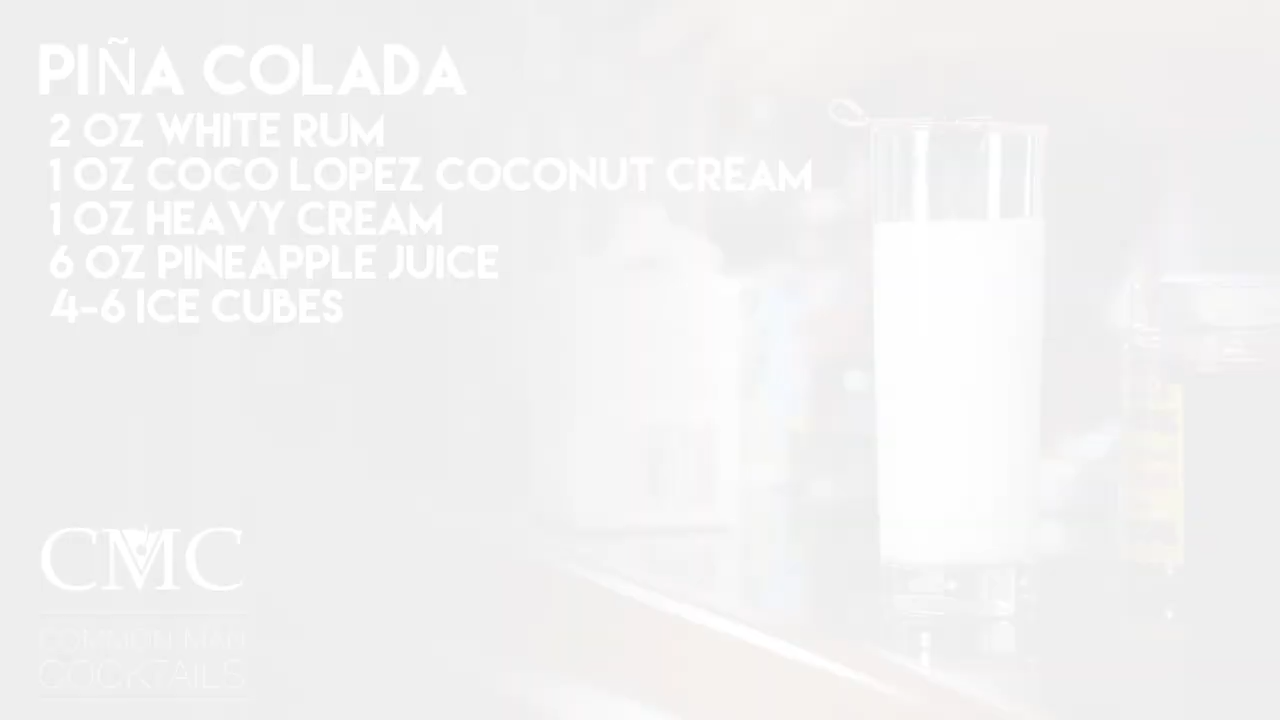 PIÑA COLADA
2 OZ WHITE RUM
1 OZ COCO LOPEZ COCONUT CREAM
1 OZ HEAVY CREAM
6 OZ PINEAPPLE JUICE
4-6 ICE CUBES
CMC
COMMON MAN
COCKTAILS